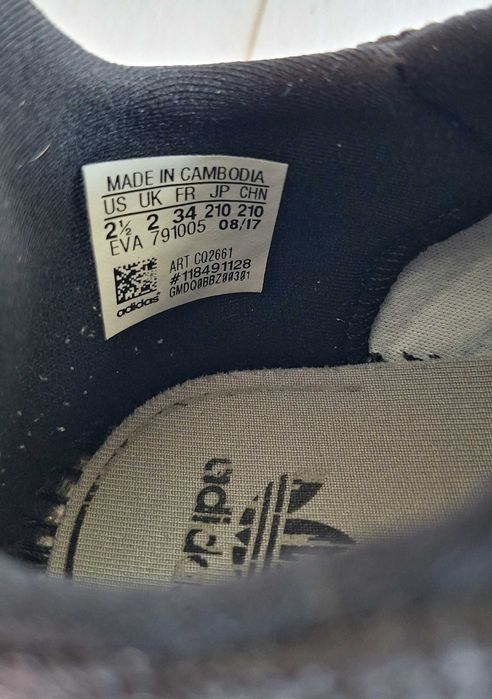 MADE IN CAMBODIA
US UK FR JP CHN
2½ 2 34 210 210
EVA 791005 08/17
ART CQ2661
#118491128
GMDQ0BBZ00301
adidas